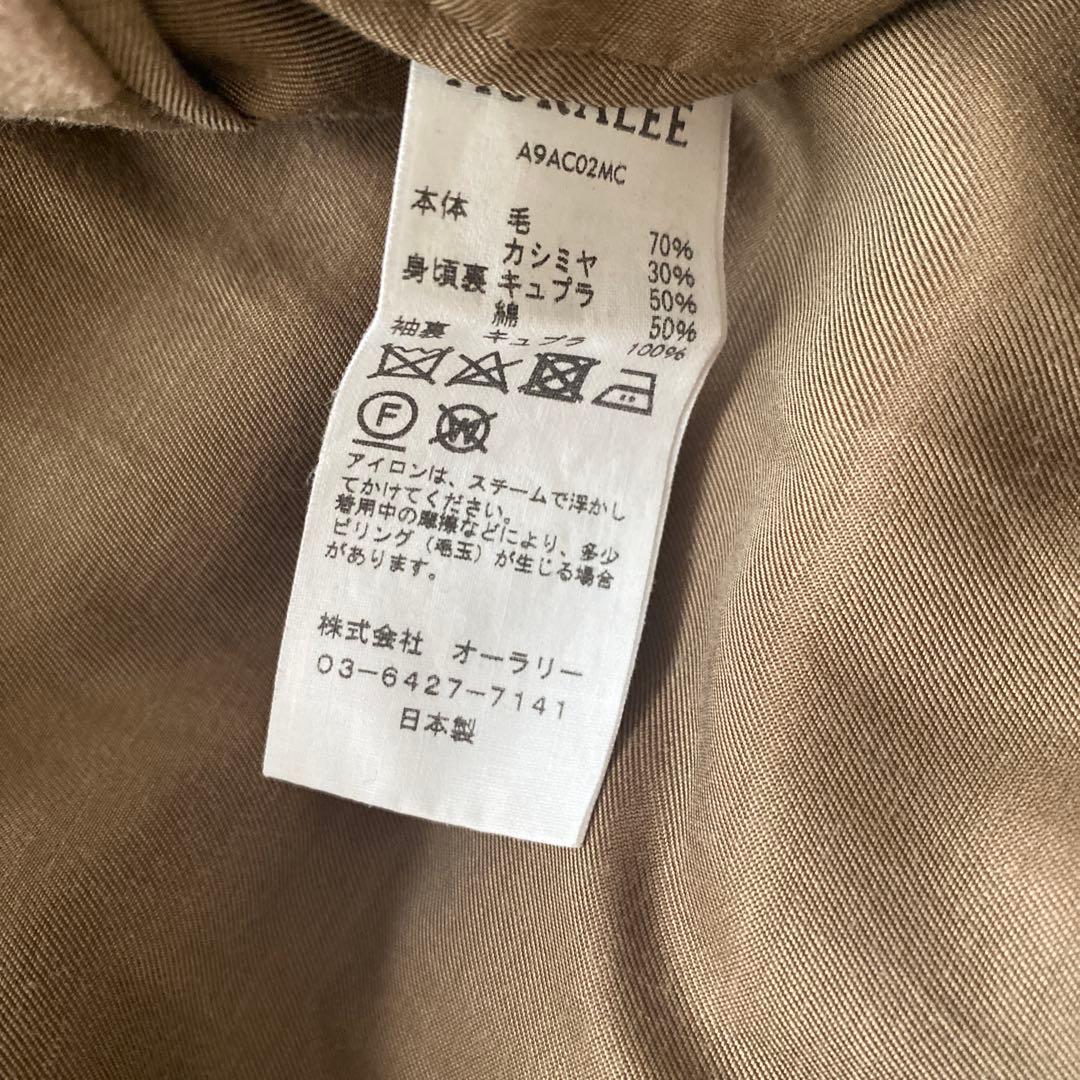 AURALEE
A9AC02MC
本体 毛 70%
カシミヤ 30%
身頃裏 キュプラ 50%
綿 50%
袖裏 キュプラ 100%
F W
アイロンは、スチームで浮かし
てかけてください。
着用中の摩擦などにより、多少
ピリング（毛玉）が生じる場合
があります。
株式会社 オーラリー
03-6427-7141
日本製